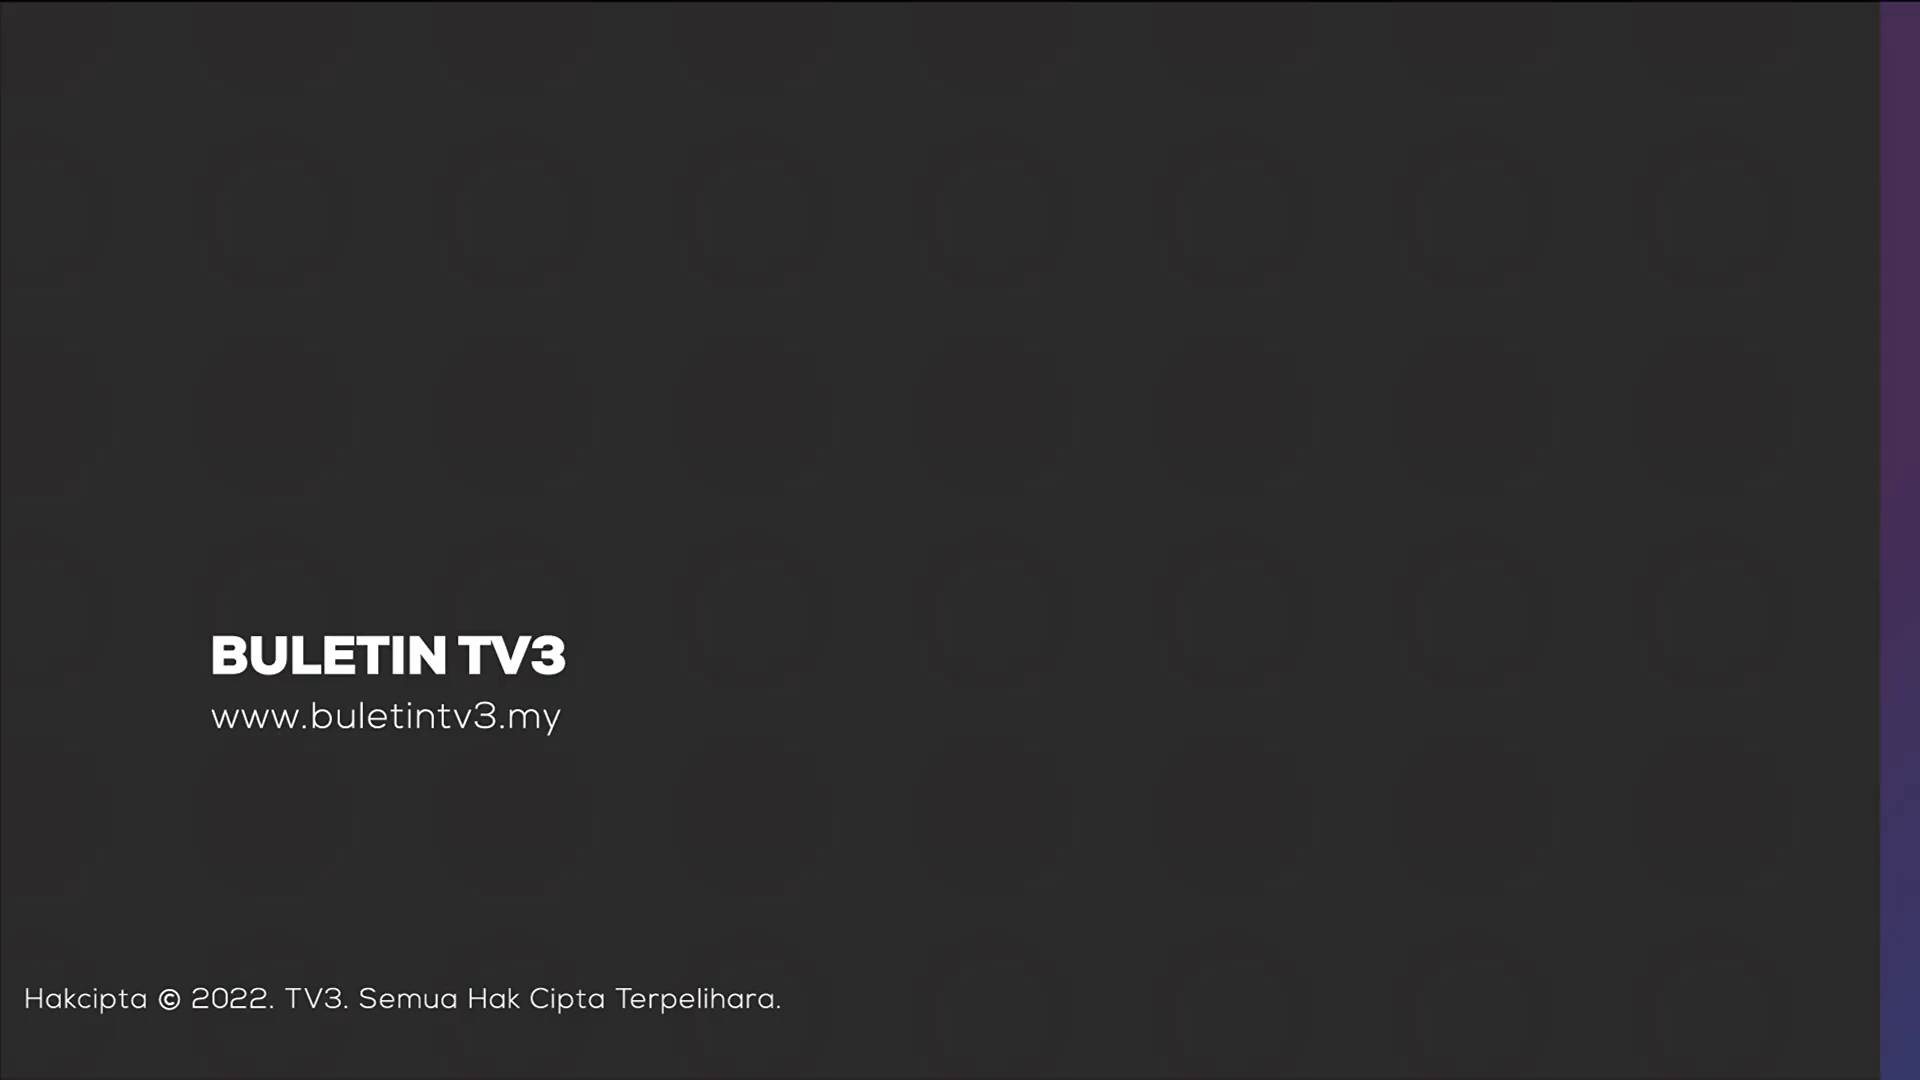 BULETIN TV3
www.buletintv3.my
Hakcipta © 2022. TV3. Semua Hak Cipta Terpelihara.